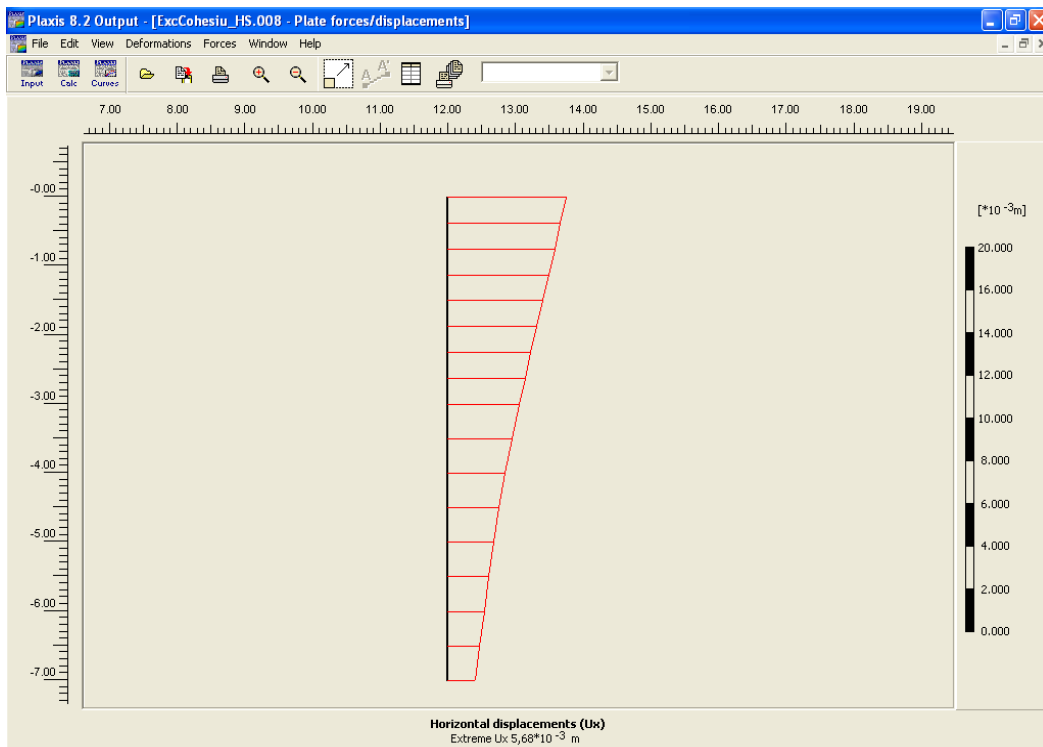 Plaxis 8.2 Output - [ExcCohesiu_HS.008 - Plate forces/displacements]
File Edit View Deformations Forces Window Help
Input Calc Curves A A'
7.00 8.00 9.00 10.00 11.00 12.00 13.00 14.00 15.00 16.00 17.00 18.00 19.00
-0.00
-1.00
-2.00
-3.00
-4.00
-5.00
-6.00
-7.00
[*10 -3m]
20.000
16.000
14.000
12.000
10.000
8.000
6.000
4.000
2.000
0.000
Horizontal displacements (Ux)
Extreme Ux 5,68*10 -3 m